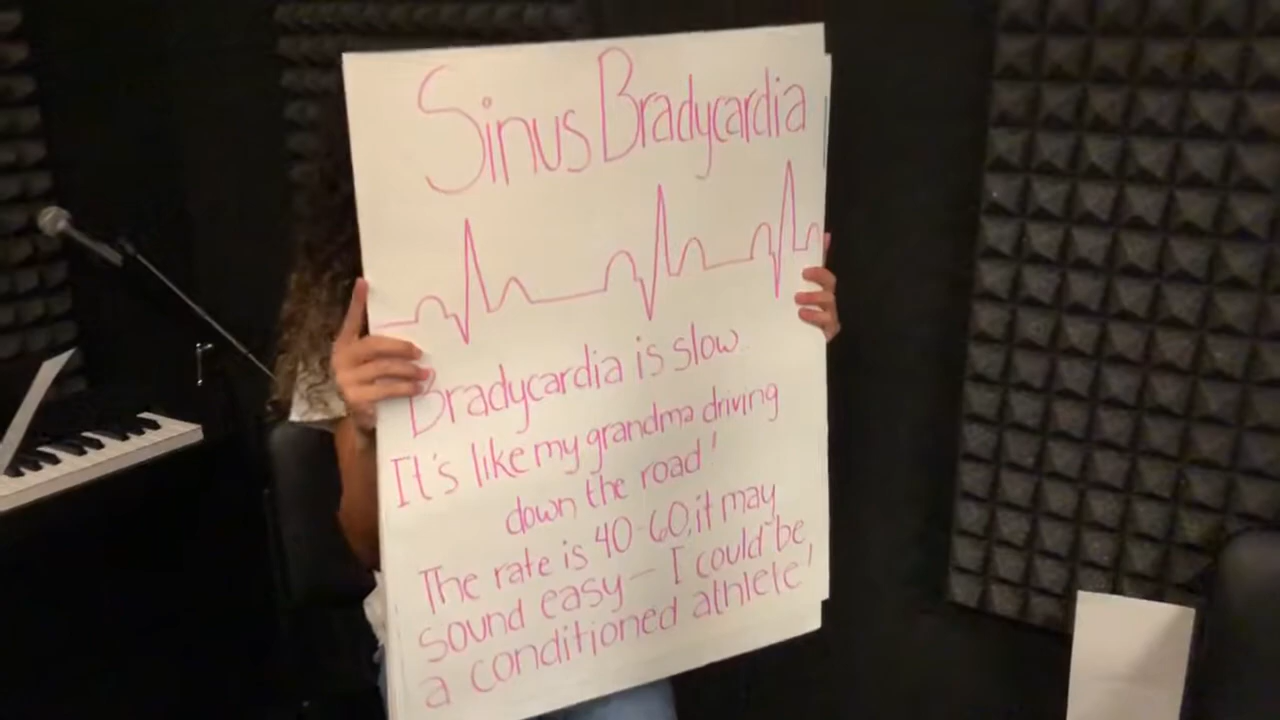 Sinus Bradycardia
Bradycardia is slow
It's like my grandma driving
down the road!
The rate is 40-60, it may
sound easy— I could be
a conditioned athlete!